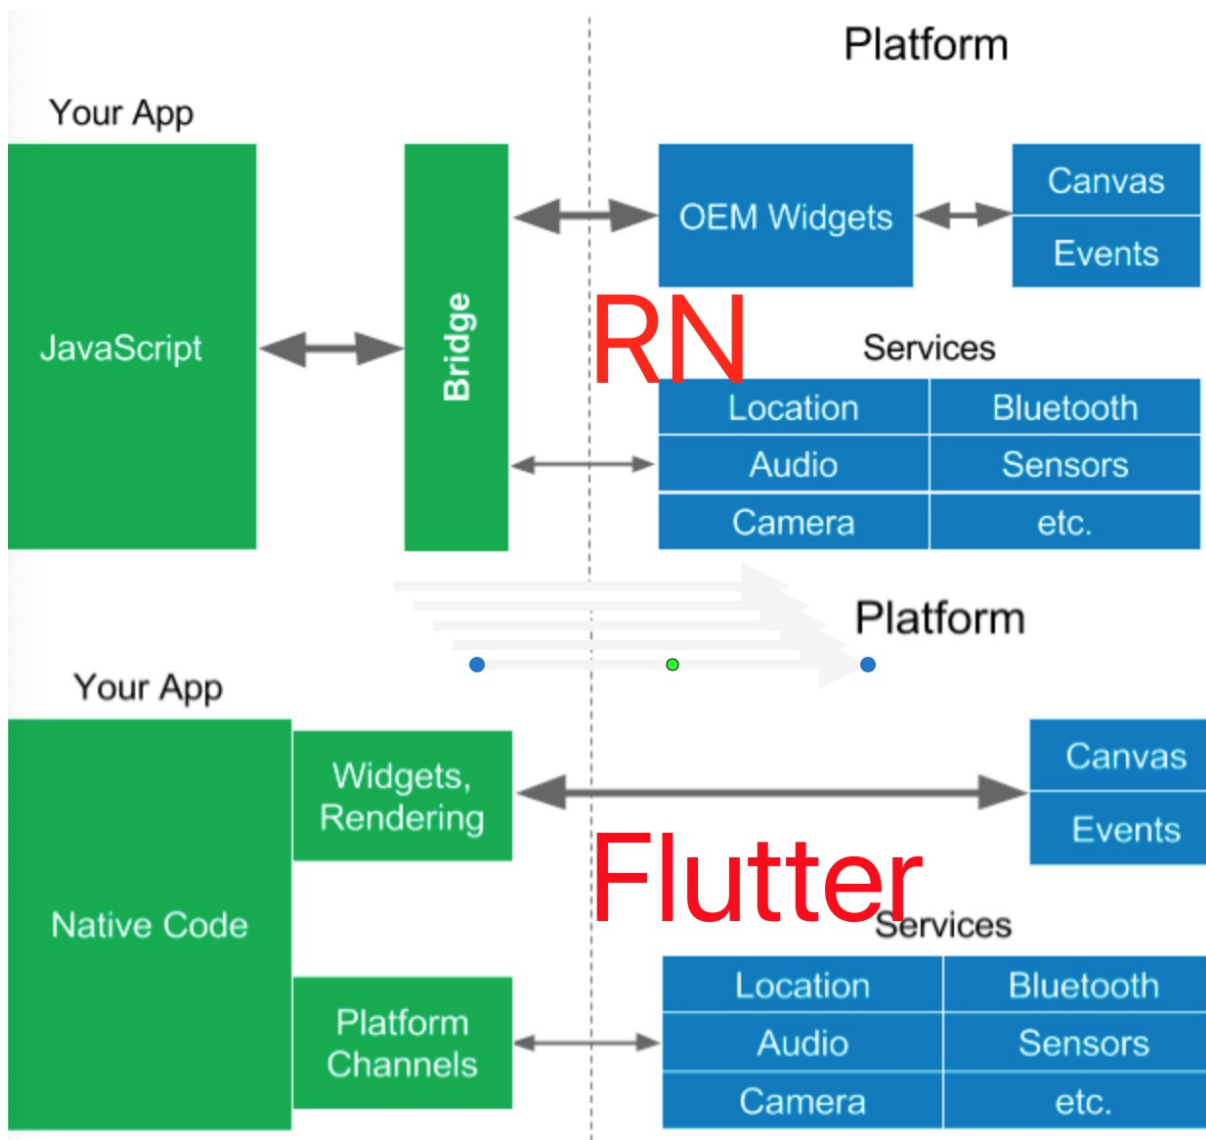 Platform
Your App
JavaScript
Bridge
OEM Widgets
Canvas
Events
RN
Services
Location
Bluetooth
Audio
Sensors
Camera
etc.
Platform
Your App
Native Code
Widgets,
Rendering
Canvas
Events
Flutter
Services
Platform
Channels
Location
Bluetooth
Audio
Sensors
Camera
etc.